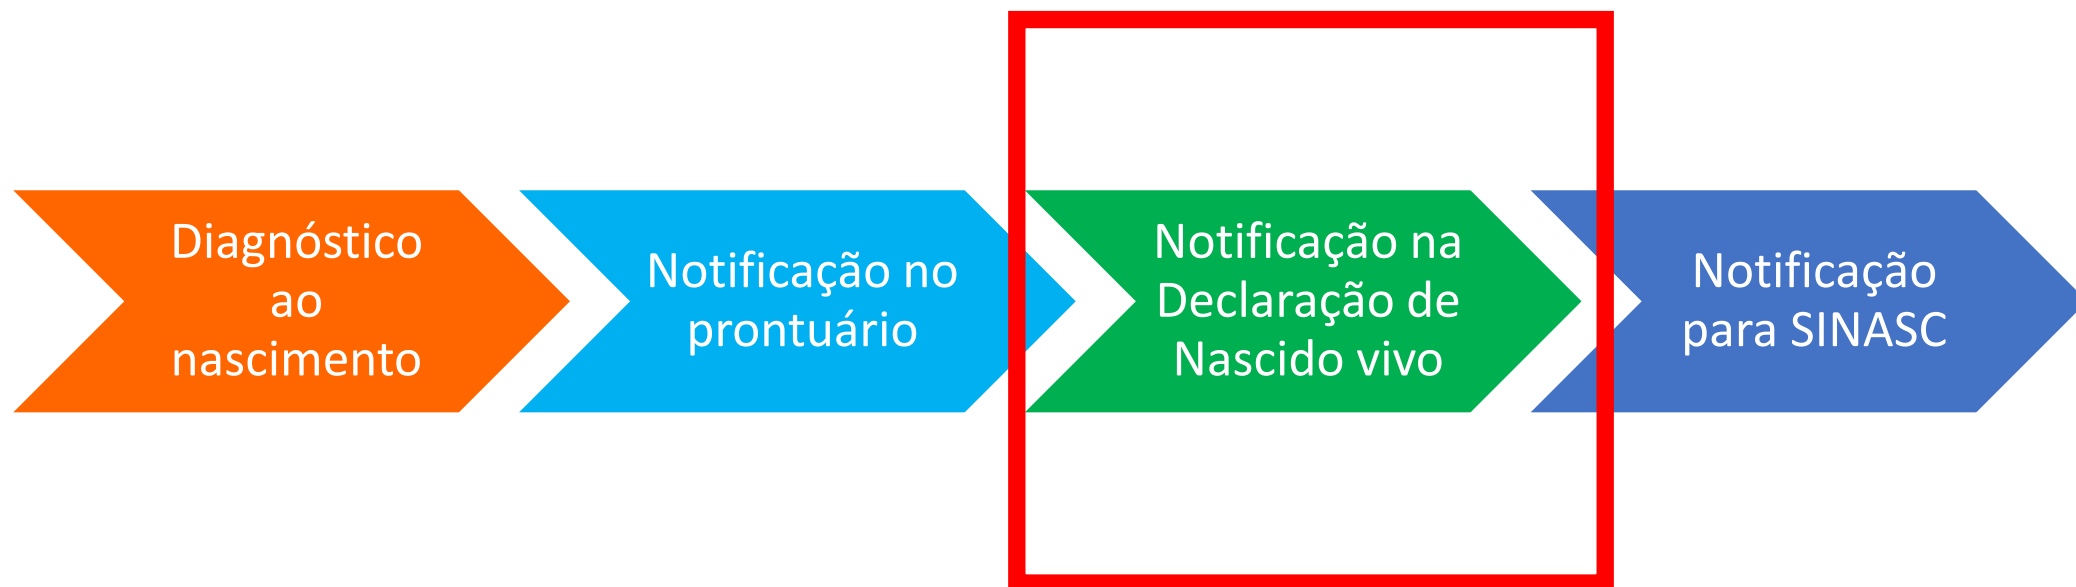 Diagnóstico
ao
nascimento
Notificação no
prontuário
Notificação na
Declaração de
Nascido vivo
Notificação
para SINASC